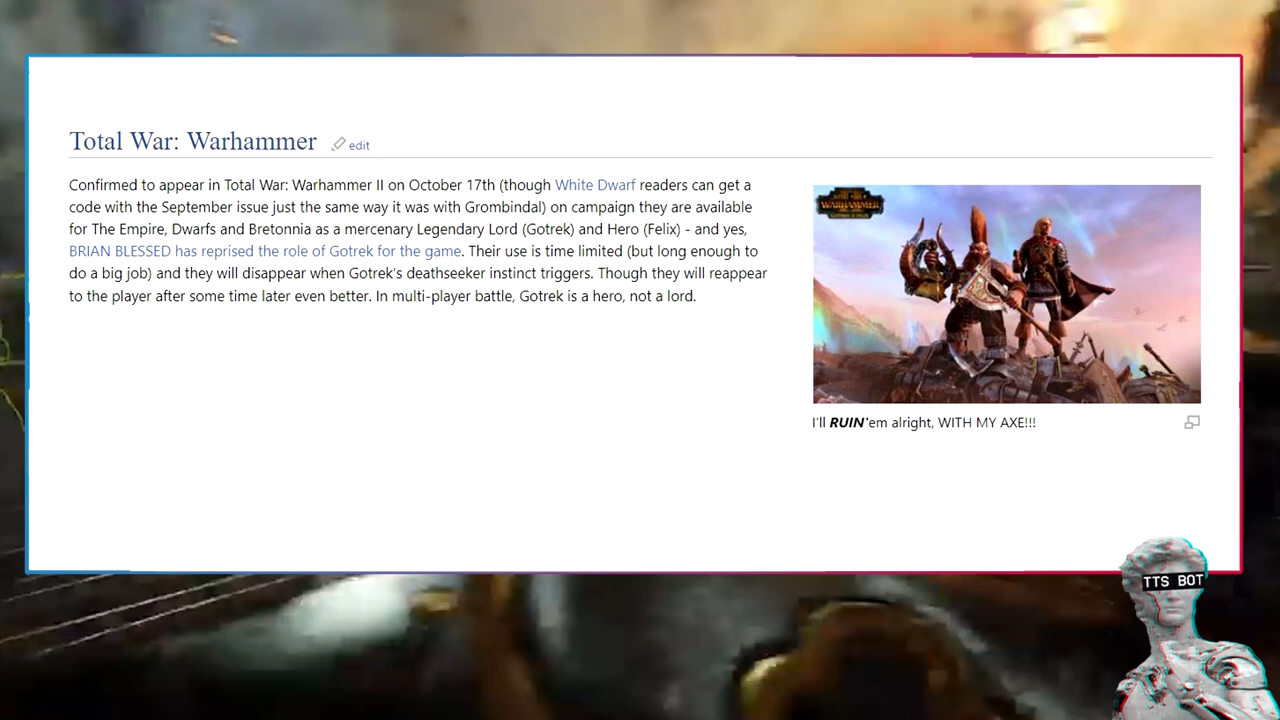 Total War: Warhammer edit
Confirmed to appear in Total War: Warhammer II on October 17th (though White Dwarf readers can get a
code with the September issue just the same way it was with Grombindal) on campaign they are available
for The Empire, Dwarfs and Bretonnia as a mercenary Legendary Lord (Gotrek) and Hero (Felix) - and yes,
BRIAN BLESSED has reprised the role of Gotrek for the game. Their use is time limited (but long enough to
do a big job) and they will disappear when Gotrek's deathseeker instinct triggers. Though they will reappear
to the player after some time later even better. In multi-player battle, Gotrek is a hero, not a lord.
WARHAMMER
I'll RUIN 'em alright, WITH MY AXE!!!
TTS BOT